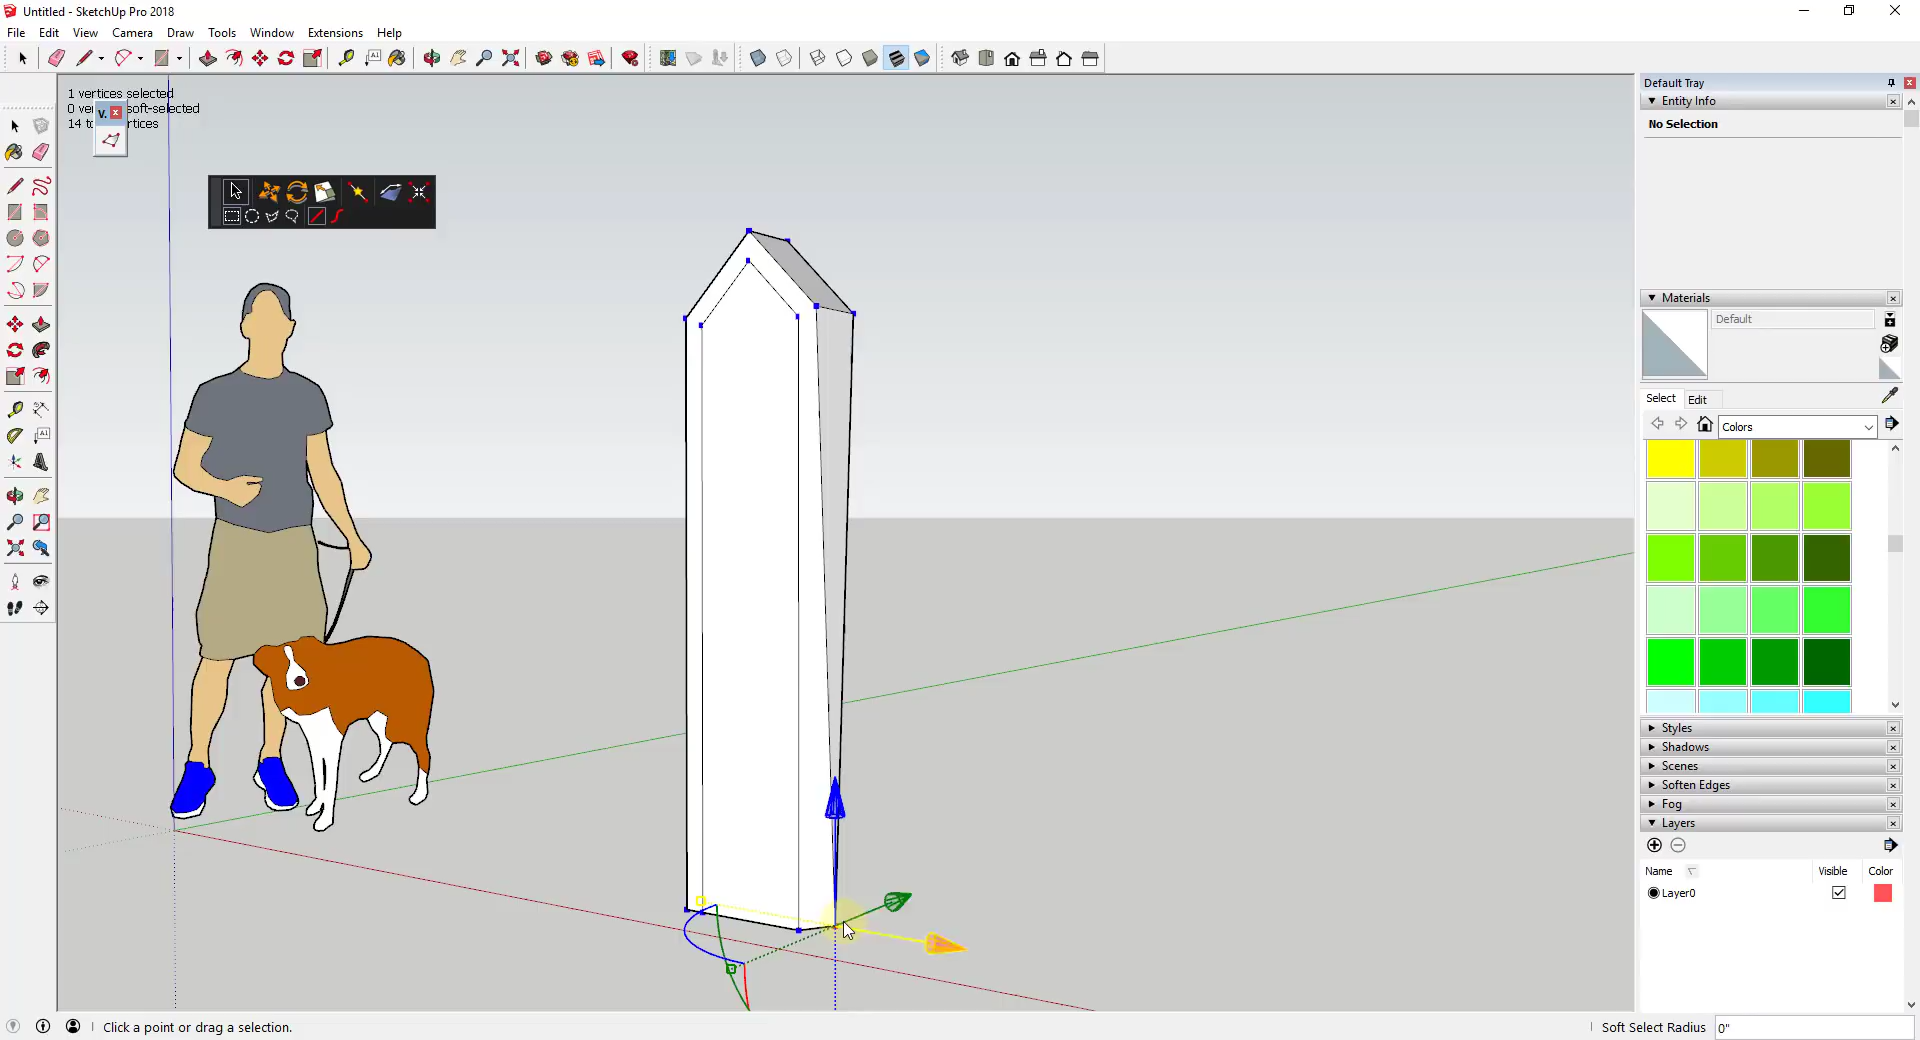 Untitled - SketchUp Pro 2018
File Edit View Camera Draw Tools Window Extensions Help
1 vertices selected
0 ve soft-selected
14 to rtices
V.
Default Tray
Entity Info
No Selection
Materials
Default
Select Edit
Colors
Styles
Shadows
Scenes
Soften Edges
Fog
Layers
Name Visible Color
Layer0
Click a point or drag a selection.
Soft Select Radius 0"